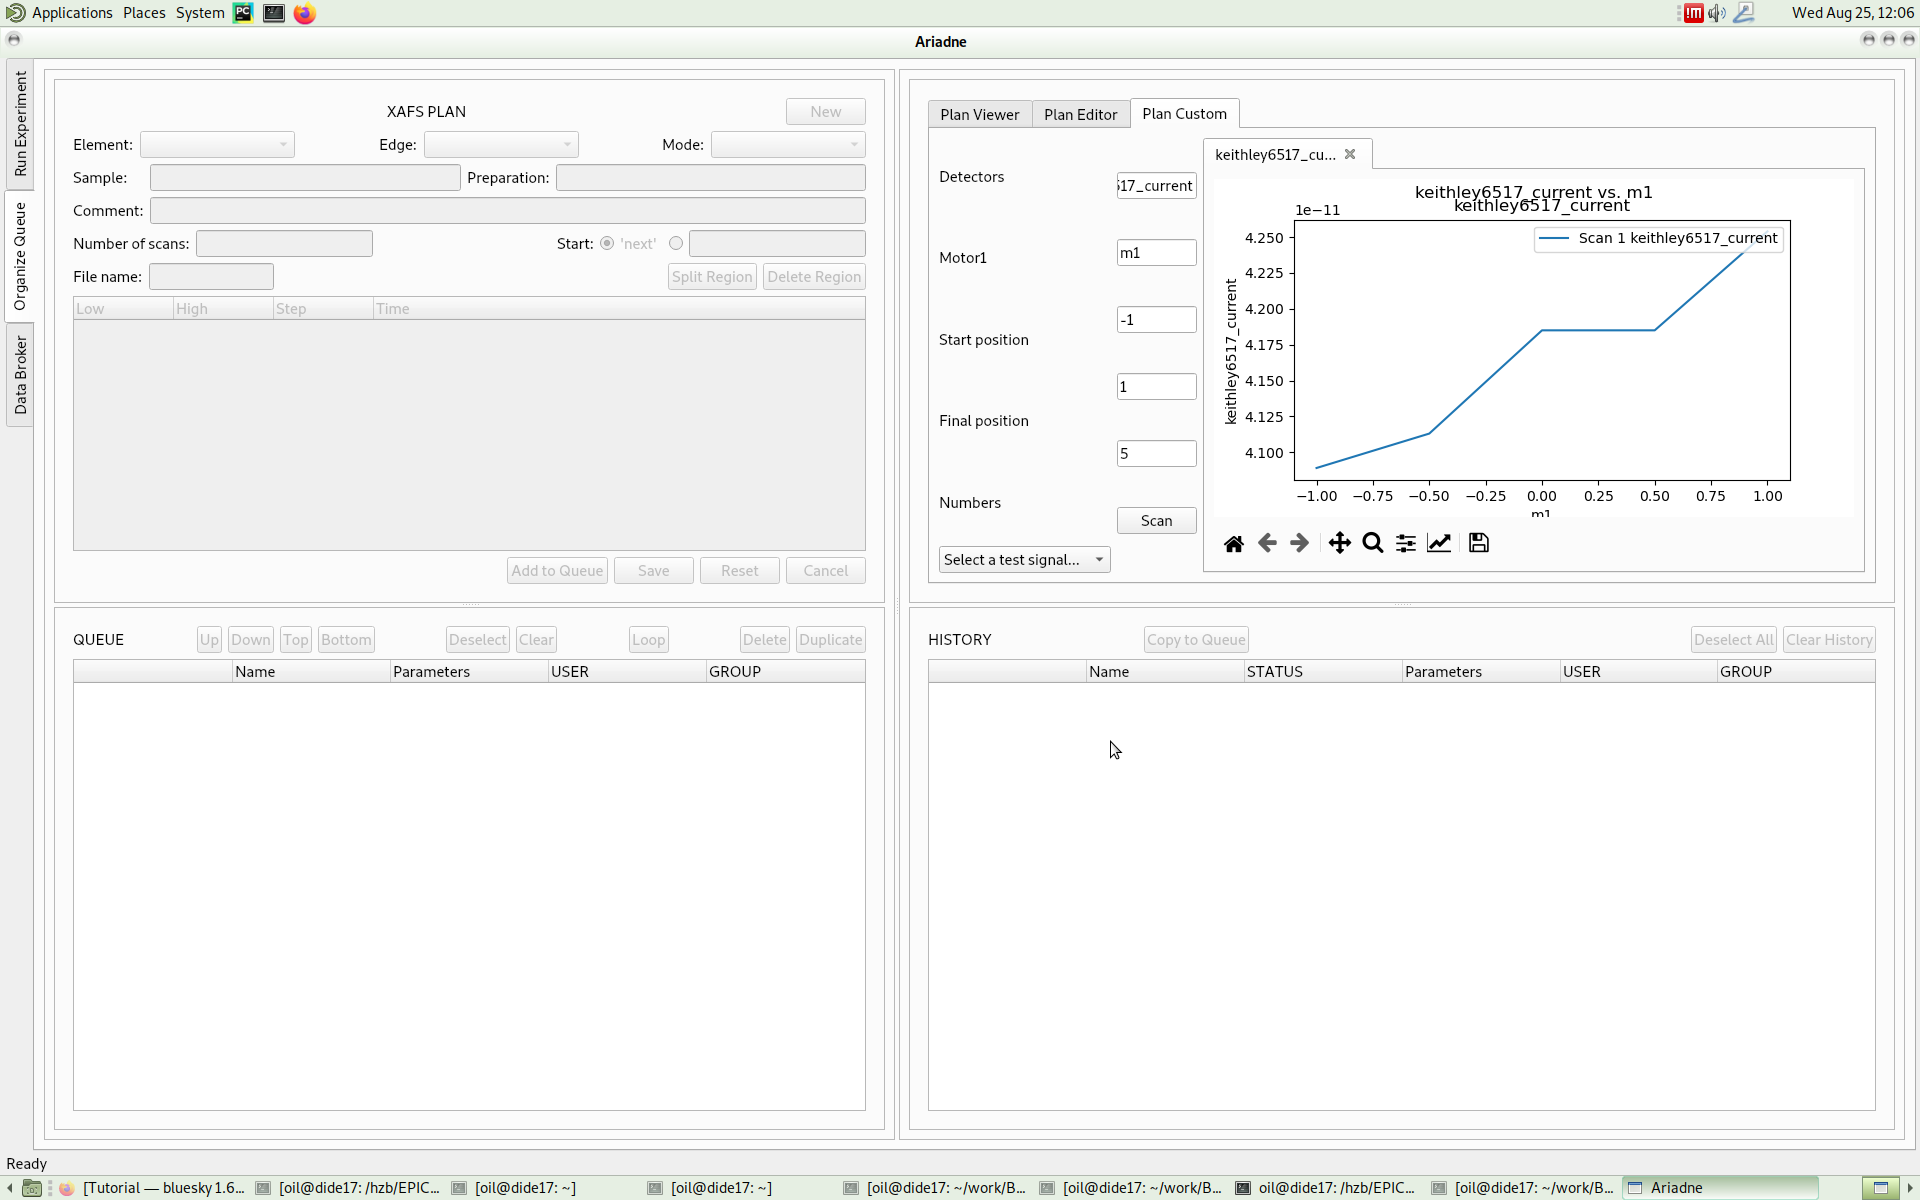 Applications Places System PC !m Wed Aug 25, 12:06
Ariadne
Run Experiment
Organize Queue
Data Broker
XAFS PLAN
New
Element: Edge: Mode:
Sample: Preparation:
Comment:
Number of scans: Start: 'next'
File name: Split Region Delete Region
Low High Step Time
Add to Queue Save Reset Cancel
Plan Viewer Plan Editor Plan Custom
Detectors
517_current
Motor1
m1
Start position
-1
Final position
1
Numbers
5
Scan
Select a test signal...
keithley6517_cu...
keithley6517_current vs. m1
keithley6517_current
1e−11
Scan 1 keithley6517_current
keithley6517_current
4.250
4.225
4.200
4.175
4.150
4.125
4.100
−1.00 −0.75 −0.50 −0.25 0.00 0.25 0.50 0.75 1.00
m1
QUEUE Up Down Top Bottom Deselect Clear Loop Delete Duplicate
Name Parameters USER GROUP
HISTORY Copy to Queue Deselect All Clear History
Name STATUS Parameters USER GROUP
Ready
[Tutorial — bluesky 1.6... [oil@dide17: /hzb/EPIC... [oil@dide17: ~] [oil@dide17: ~] [oil@dide17: ~/work/B... [oil@dide17: ~/work/B... oil@dide17: /hzb/EPIC... [oil@dide17: ~/work/B... Ariadne